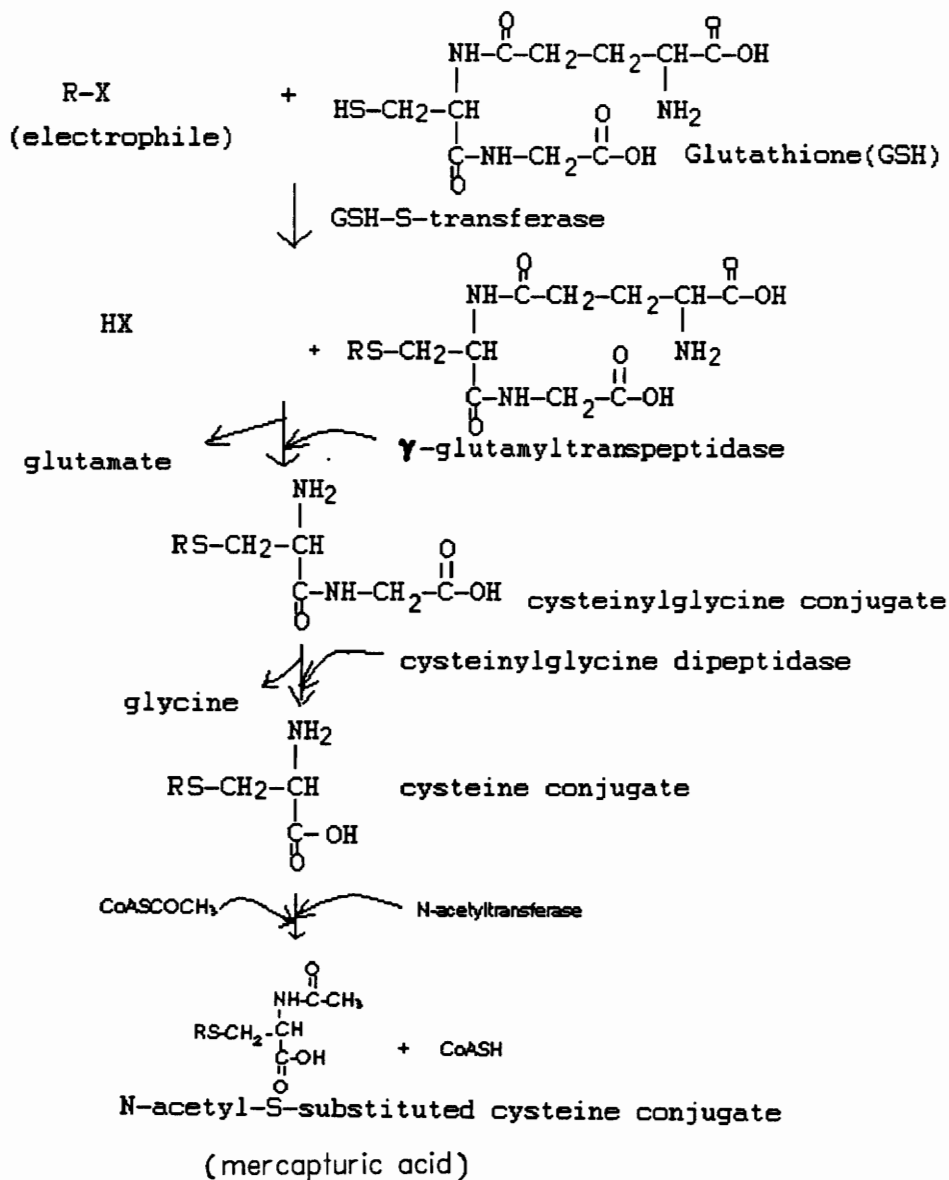 O O
NH-C-CH2-CH2-CH-C-OH
R-X + HS-CH2-CH NH2
(electrophile) O
C-NH-CH2-C-OH Glutathione(GSH)
O
GSH-S-transferase
O O
NH-C-CH2-CH2-CH-C-OH
HX + RS-CH2-CH NH2
O
C-NH-CH2-C-OH
O
glutamate γ-glutamyltranspeptidase
NH2
RS-CH2-CH
O
C-NH-CH2-C-OH cysteinylglycine conjugate
O
glycine cysteinylglycine dipeptidase
NH2
RS-CH2-CH cysteine conjugate
C-OH
O
CoASCOCH3 N-acetyltransferase
O
NH-C-CH3
RS-CH2-CH
C-OH + CoASH
O
N-acetyl-S-substituted cysteine conjugate
(mercapturic acid)